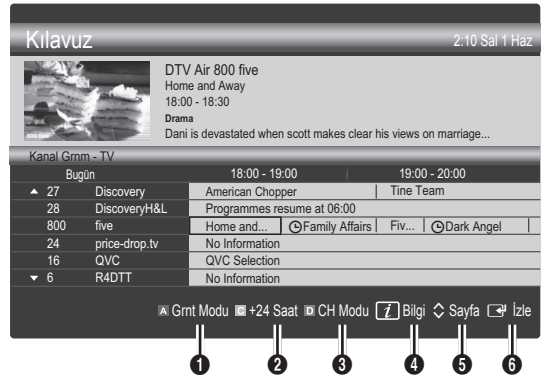 Kılavuz
2:10 Sal 1 Haz
DTV Air 800 five
Home and Away
18:00 - 18:30
Drama
Dani is devastated when scott makes clear his views on marriage...
800 five
Kanal Grnm - TV
Bugün 18:00 - 19:00 19:00 - 20:00
▲ 27 Discovery American Chopper Tine Team
28 DiscoveryH&L Programmes resume at 06:00
800 five Home and... Family Affairs Fiv... Dark Angel
24 price-drop.tv No Information
16 QVC QVC Selection
▼ 6 R4DTT No Information
A Grnt Modu C +24 Saat D CH Modu i Bilgi Sayfa İzle
1 2 3 4 5 6